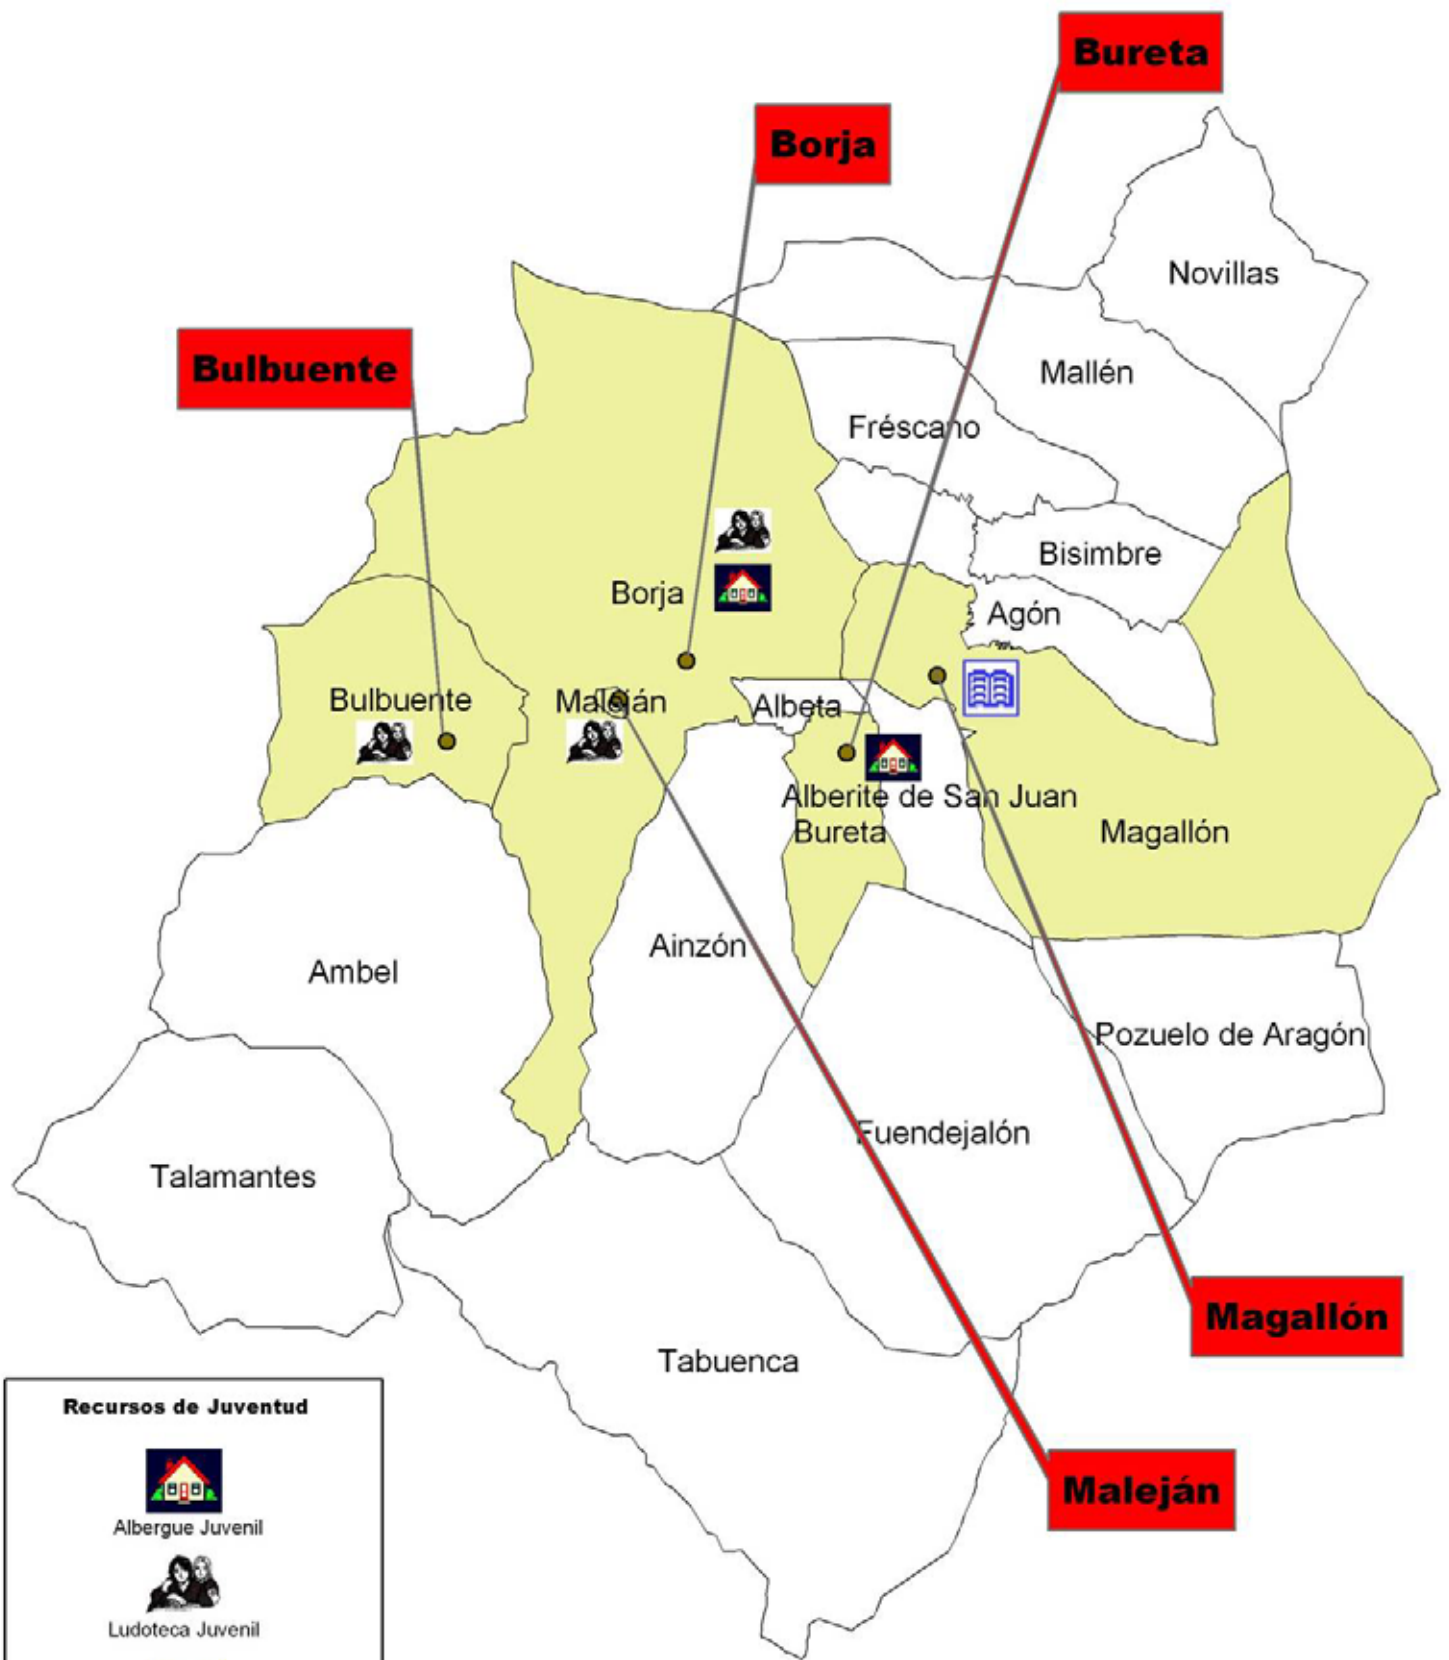 Bureta
Borja
Novillas
Bulbuente
Mallén
Fréscano
Bisimbre
Borja
Agón
Bulbuente
Maleján
Albeta
Alberite de San Juan
Bureta
Magallón
Ainzón
Ambel
Pozuelo de Aragón
Fuendejalón
Talamantes
Magallón
Tabuenca
Maleján
Recursos de Juventud
Albergue Juvenil
Ludoteca Juvenil